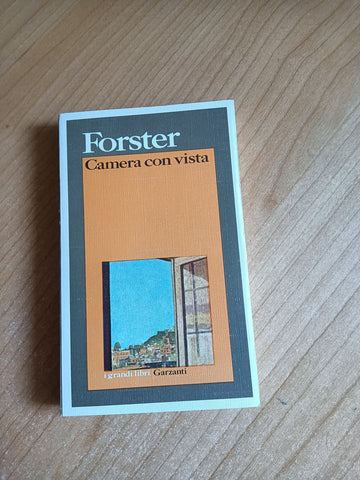 Forster
Camera con vista
i grandi libri Garzanti